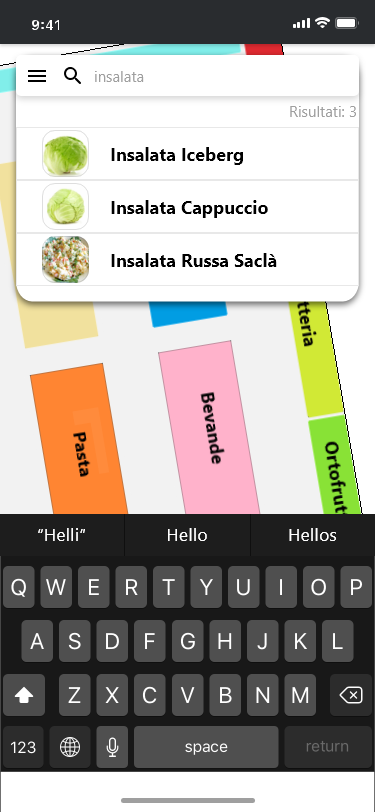 9:41
insalata
Risultati: 3
Insalata Iceberg
Insalata Cappuccio
Insalata Russa Saclà
tteria
Bevande
Pasta
Ortofrutt
“Helli” Hello Hellos
Q W E R T Y U I O P
A S D F G H J K L
Z X C V B N M
123 space return